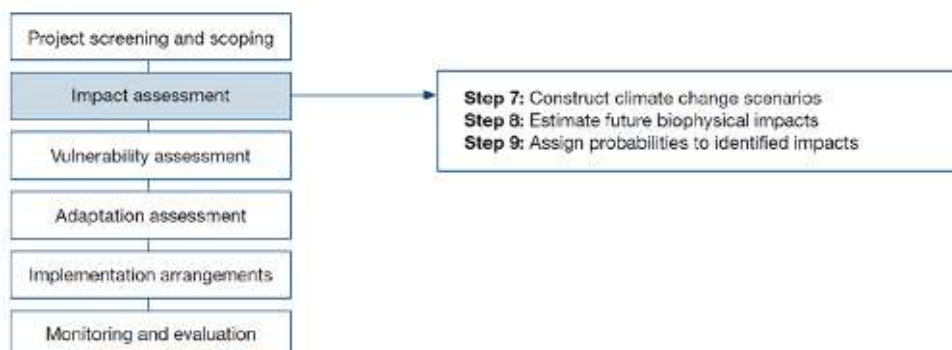 Project screening and scoping
Impact assessment
Vulnerability assessment
Adaptation assessment
Implementation arrangements
Monitoring and evaluation
Step 7: Construct climate change scenarios
Step 8: Estimate future biophysical impacts
Step 9: Assign probabilities to identified impacts